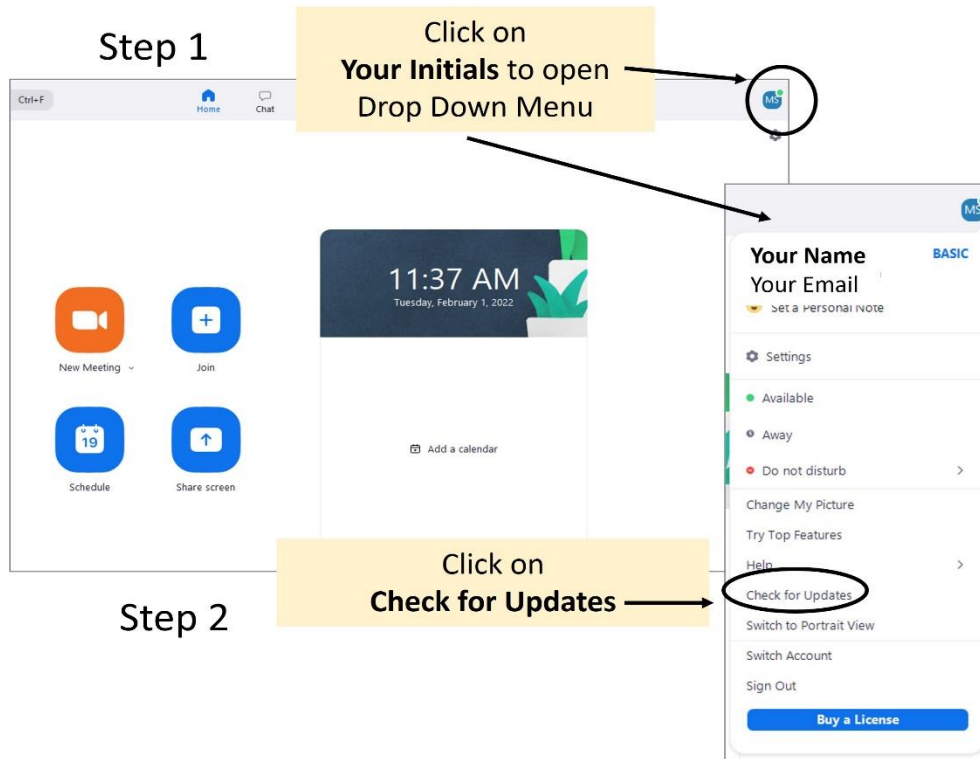 Step 1
Click on
Your Initials to open
Drop Down Menu
Ctrl+F
Home
Chat
MS
11:37 AM
Tuesday, February 1, 2022
New Meeting
Join
19
Schedule
Share screen
Add a calendar
MS
Your Name
BASIC
Your Email
Set a Personal Note
Settings
Available
Away
Do not disturb
Change My Picture
Try Top Features
Help
Check for Updates
Switch to Portrait View
Switch Account
Sign Out
Buy a License
Step 2
Click on
Check for Updates